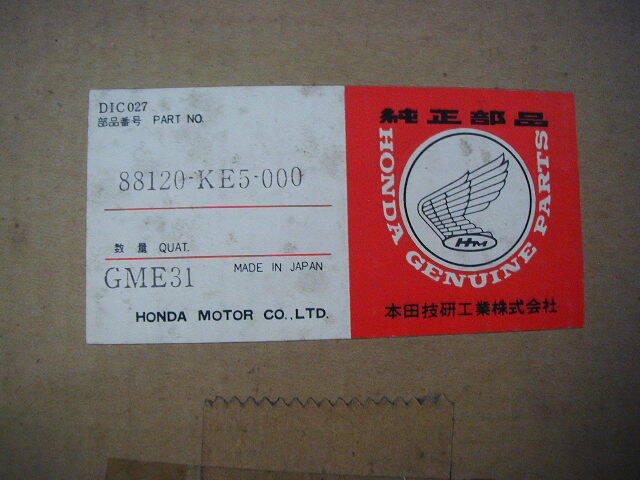 DIC027
部品番号 PART NO.
88120-KE5-000
数量 QUAT.
GME31 MADE IN JAPAN
HONDA MOTOR CO.,LTD.
純正部品
HONDA GENUINE PARTS
HM
本田技研工業株式会社